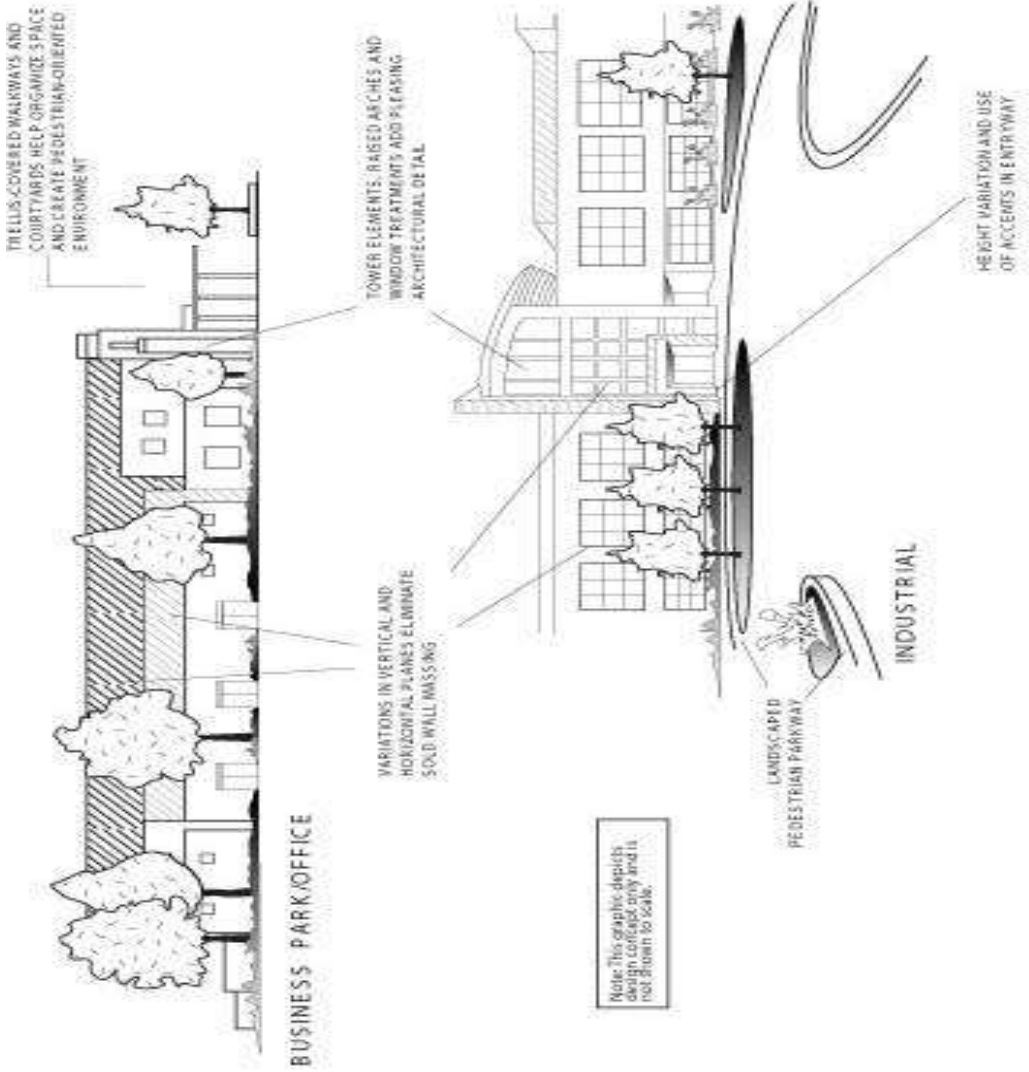 TRELLIS-COVERED WALKWAYS AND
COURTYARDS HELP ORGANIZE SPACE
AND CREATE PEDESTRIAN-ORIENTED
ENVIRONMENT
BUSINESS PARK/OFFICE
TOWER ELEMENTS, RAISED ARCHES AND
WINDOW TREATMENTS ADD PLEASING
ARCHITECTURAL DETAIL
VARIATIONS IN VERTICAL AND
HORIZONTAL PLANES ELIMINATE
SOLD WALL MASSING
HEIGHT VARIATION AND USE
OF ACCENTS IN ENTRYWAY
LANDSCAPED
PEDESTRIAN PARKWAY
INDUSTRIAL
Note: This graphic depicts
design concept only and is
not shown to scale.